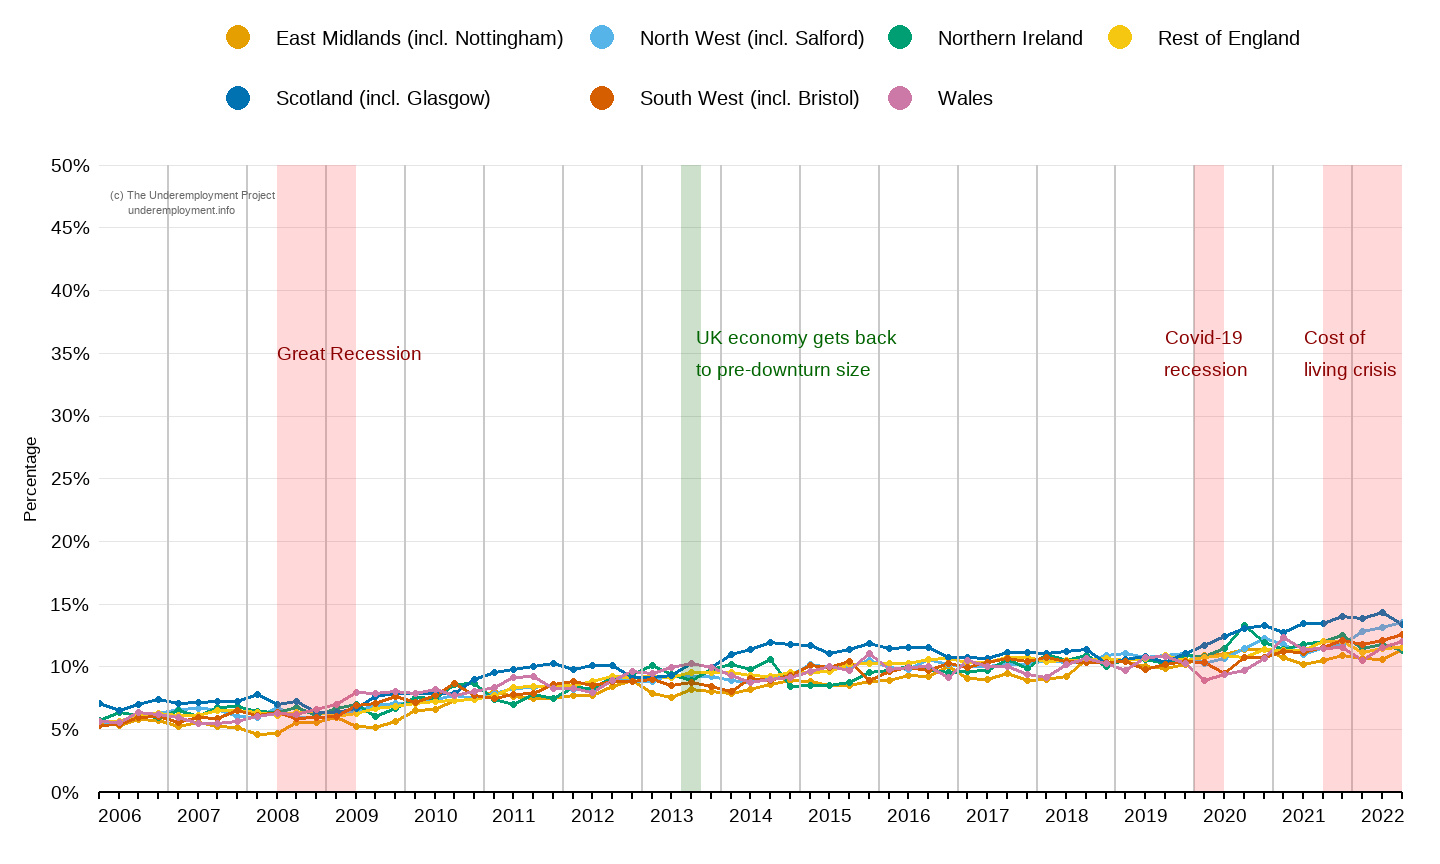 East Midlands (incl. Nottingham)
North West (incl. Salford)
Northern Ireland
Rest of England
Scotland (incl. Glasgow)
South West (incl. Bristol)
Wales
50%
(c) The Underemployment Project
underemployment.info
45%
40%
UK economy gets back
to pre-downturn size
Covid-19
recession
Cost of
living crisis
Great Recession
35%
30%
Percentage
25%
20%
15%
10%
5%
0%
2006 2007 2008 2009 2010 2011 2012 2013 2014 2015 2016 2017 2018 2019 2020 2021 2022